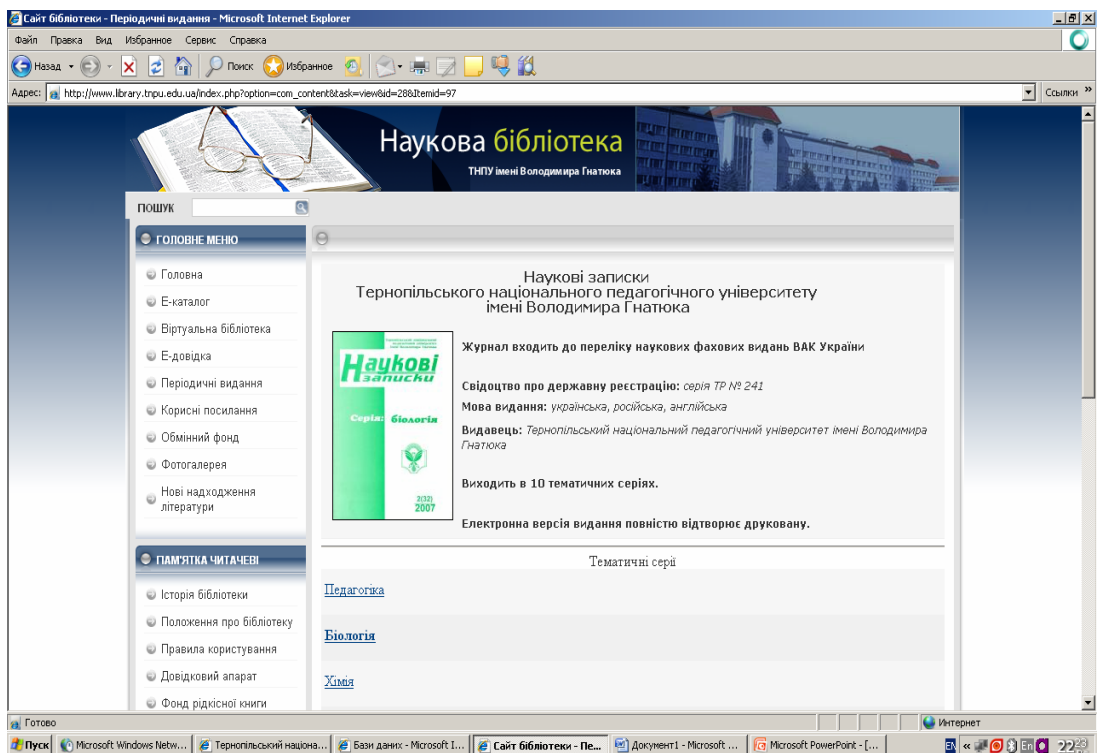 Сайт бібліотеки - Періодичні видання - Microsoft Internet Explorer
Файл Правка Вид Избранное Сервис Справка
Назад Поиск Избранное
Адрес: http://www.library.tnpu.edu.ua/index.php?option=com_content&task=view&id=28&Itemid=97 Ссылки »
Наукова бібліотека
ТНПУ імені Володимира Гнатюка
ПОШУК
ГОЛОВНЕ МЕНЮ
Головна
Е-каталог
Віртуальна бібліотека
Е-довідка
Періодичні видання
Корисні посилання
Обмінний фонд
Фотогалерея
Нові надходження
літератури
ПАМ'ЯТКА ЧИТАЧЕВІ
Історія бібліотеки
Положення про бібліотеку
Правила користування
Довідковий апарат
Фонд рідкісної книги
Наукові записки
Тернопільського національного педагогічного університету
імені Володимира Гнатюка
Наукові
записки
Серія: біологія
2(32)
2007
Журнал входить до переліку наукових фахових видань ВАК України
Свідоцтво про державну реєстрацію: серія ТР № 241
Мова видання: українська, російська, англійська
Видавець: Тернопільський національний педагогічний університет імені Володимира
Гнатюка
Виходить в 10 тематичних серіях.
Електронна версія видання повністю відтворює друковану.
Тематичні серії
Педагогіка
Біологія
Хімія
Готово Интернет
Пуск Microsoft Windows Netw... Тернопільський націона... Бази даних - Microsoft I... Сайт бібліотеки - Пе... Документ1 - Microsoft ... Microsoft PowerPoint - [... EN « En 22:23